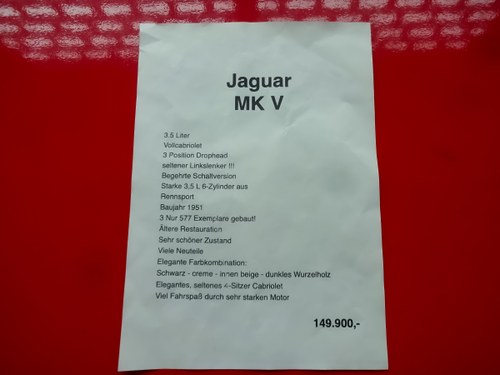 Jaguar
MK V
3.5 Liter
Vollcabriolet
3 Position Drophead
seltener Linkslenker !!!
Begehrte Schaltversion
Starke 3,5 L 6-Zylinder aus
Rennsport
Baujahr 1951
3 Nur 577 Exemplare gebaut!
Ältere Restauration
Sehr schöner Zustand
Viele Neuteile
Elegante Farbkombination:
Schwarz - creme - innen beige - dunkles Wurzelholz
Elegantes, seltenes 4-Sitzer Cabriolet
Viel Fahrspaß durch sehr starken Motor
149.900,-